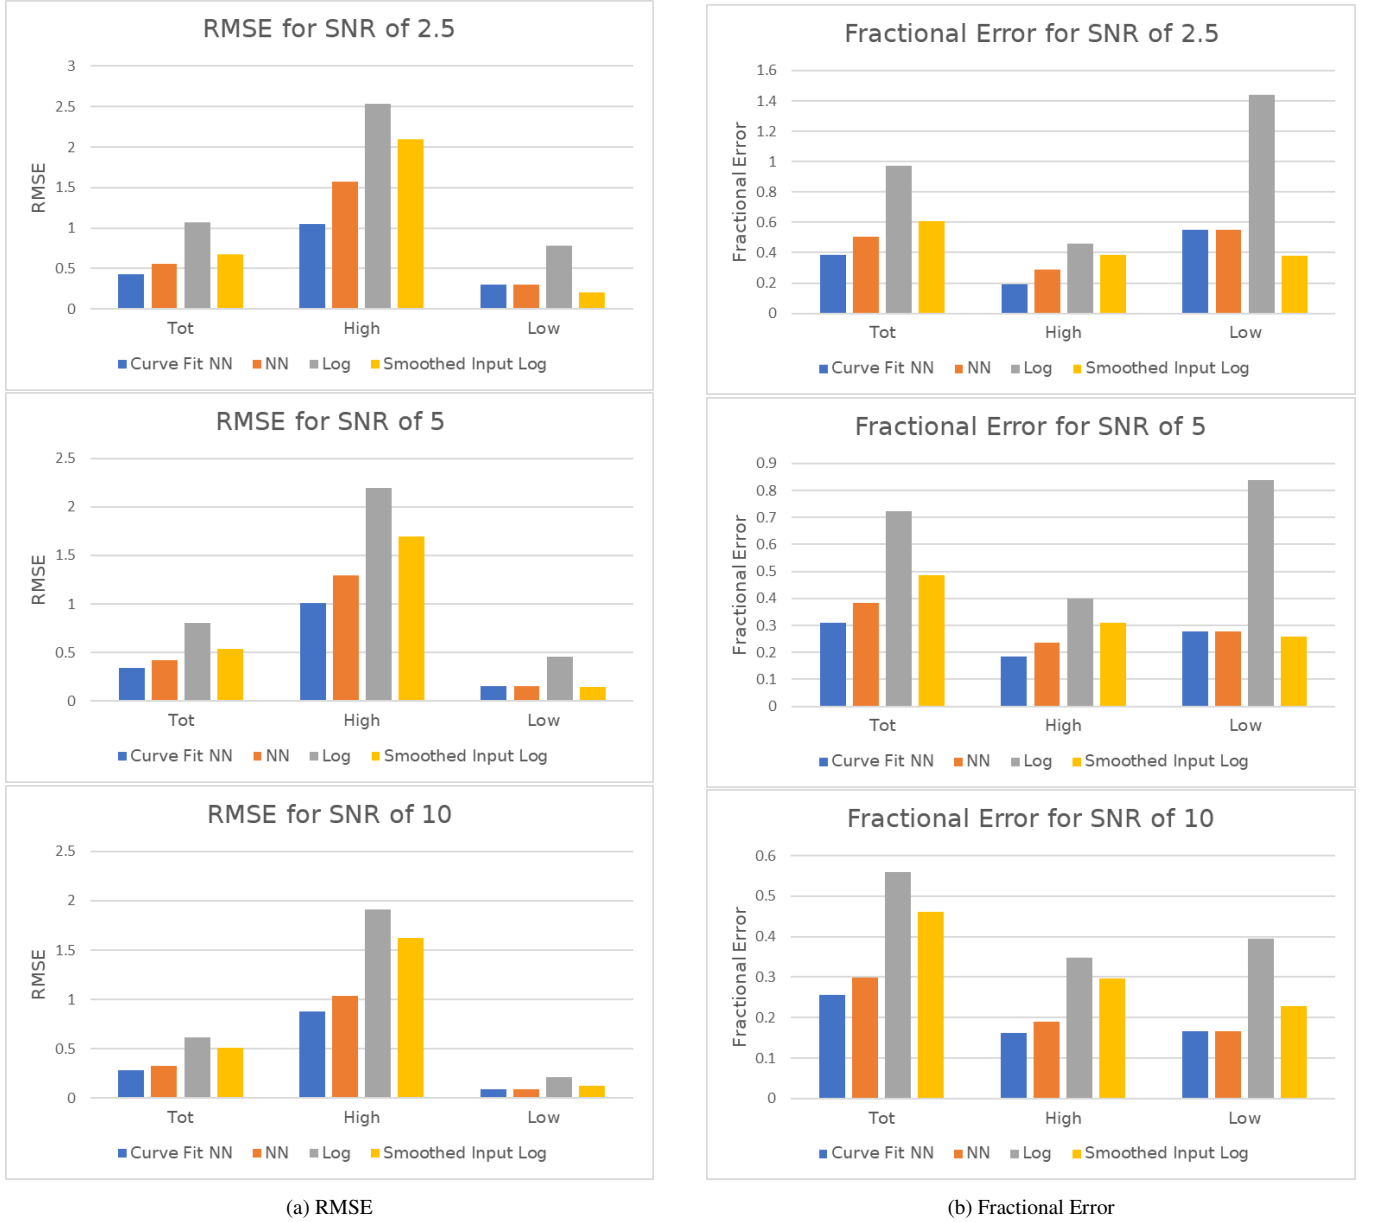 RMSE for SNR of 2.5
3
2.5
2
1.5
1
0.5
0
RMSE
Tot High Low
Curve Fit NN NN Log Smoothed Input Log
RMSE for SNR of 5
2.5
2
1.5
1
0.5
0
RMSE
Tot High Low
Curve Fit NN NN Log Smoothed Input Log
RMSE for SNR of 10
2.5
2
1.5
1
0.5
0
RMSE
Tot High Low
Curve Fit NN NN Log Smoothed Input Log
(a) RMSE
Fractional Error for SNR of 2.5
1.6
1.4
1.2
1
0.8
0.6
0.4
0.2
0
Fractional Error
Tot High Low
Curve Fit NN NN Log Smoothed Input Log
Fractional Error for SNR of 5
0.9
0.8
0.7
0.6
0.5
0.4
0.3
0.2
0.1
0
Fractional Error
Tot High Low
Curve Fit NN NN Log Smoothed Input Log
Fractional Error for SNR of 10
0.6
0.5
0.4
0.3
0.2
0.1
0
Fractional Error
Tot High Low
Curve Fit NN NN Log Smoothed Input Log
(b) Fractional Error